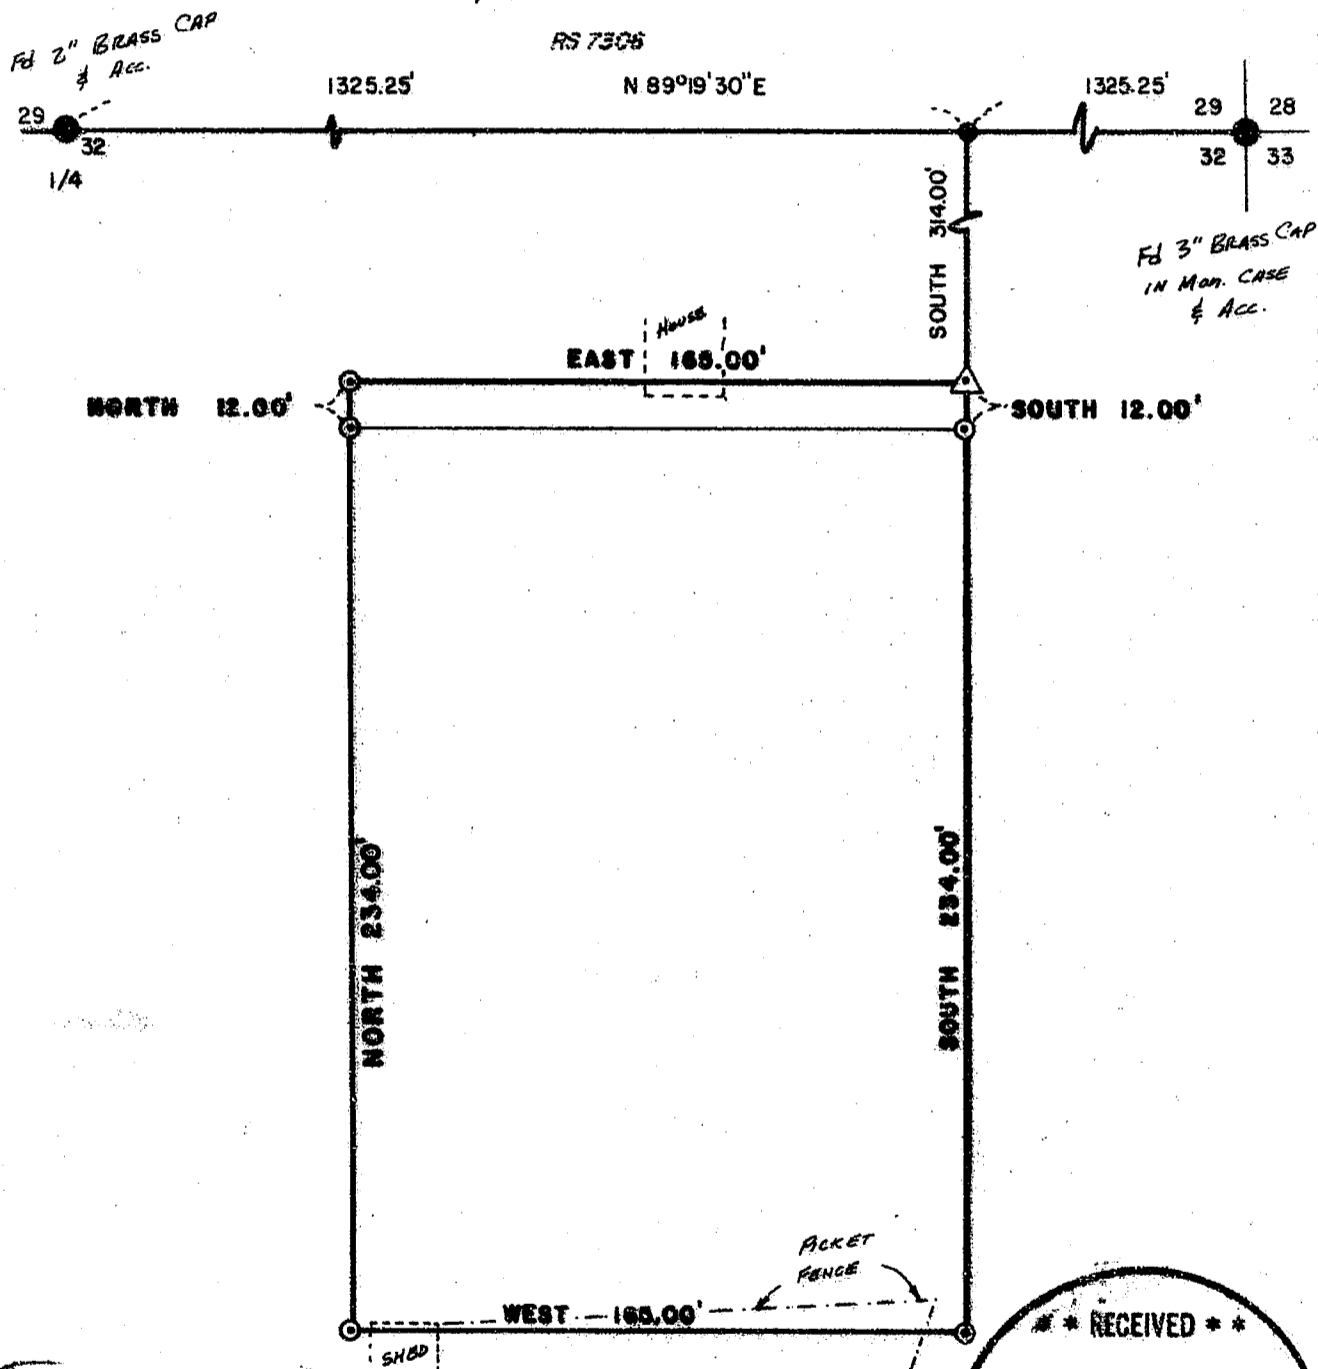 Fd 2" BRASS CAP
& Acc.
RS 7306
1325.25'
N 89°19'30"E
1325.25'
29
32
1/4
29 28
32 33
Fd 3" BRASS CAP
IN Mon. CASE
& Acc.
SOUTH 314.00'
HOUSE
EAST 165.00'
NORTH 12.00'
SOUTH 12.00'
NORTH 234.00'
SOUTH 234.00'
PICKET
FENCE
WEST 165.00'
SHED
* * RECEIVED * *